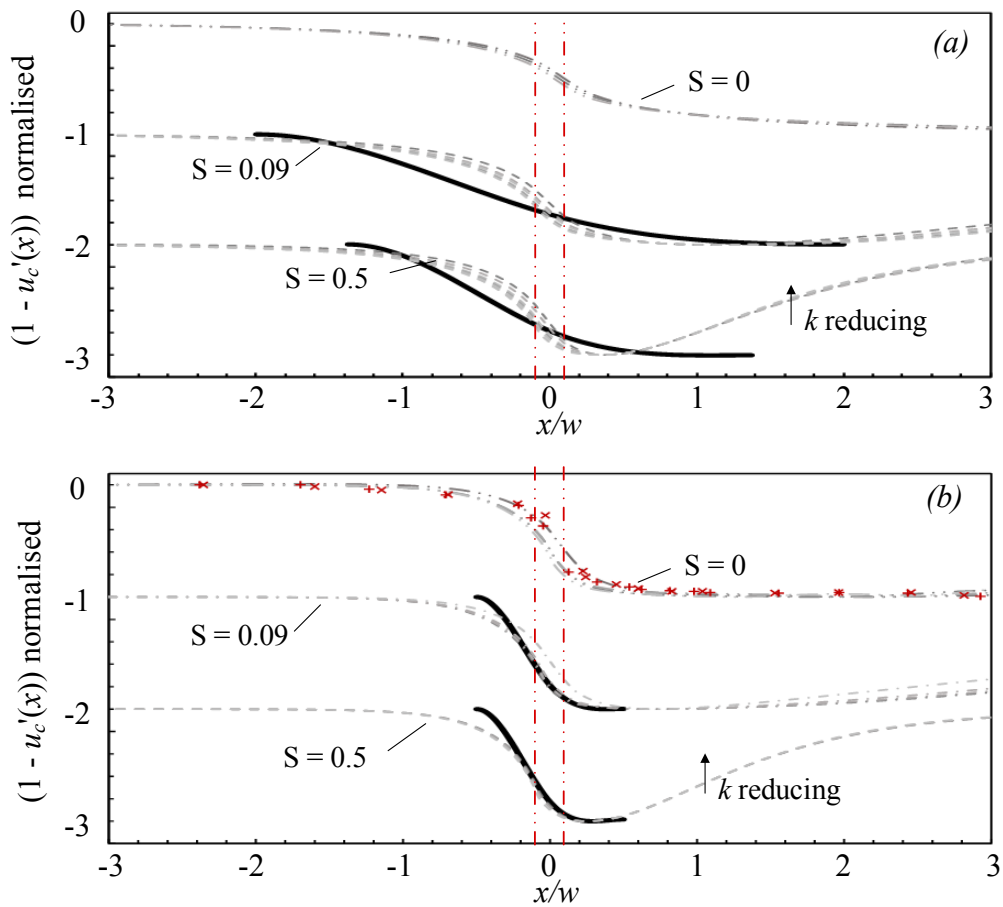 (a)
(1 - u_c'(x)) normalised
0
-1
-2
-3
S = 0
S = 0.09
S = 0.5
k reducing
-3 -2 -1 0 1 2 3
x/w
(b)
(1 - u_c'(x)) normalised
0
-1
-2
-3
S = 0
S = 0.09
S = 0.5
k reducing
-3 -2 -1 0 1 2 3
x/w